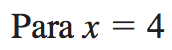 Para x = 4